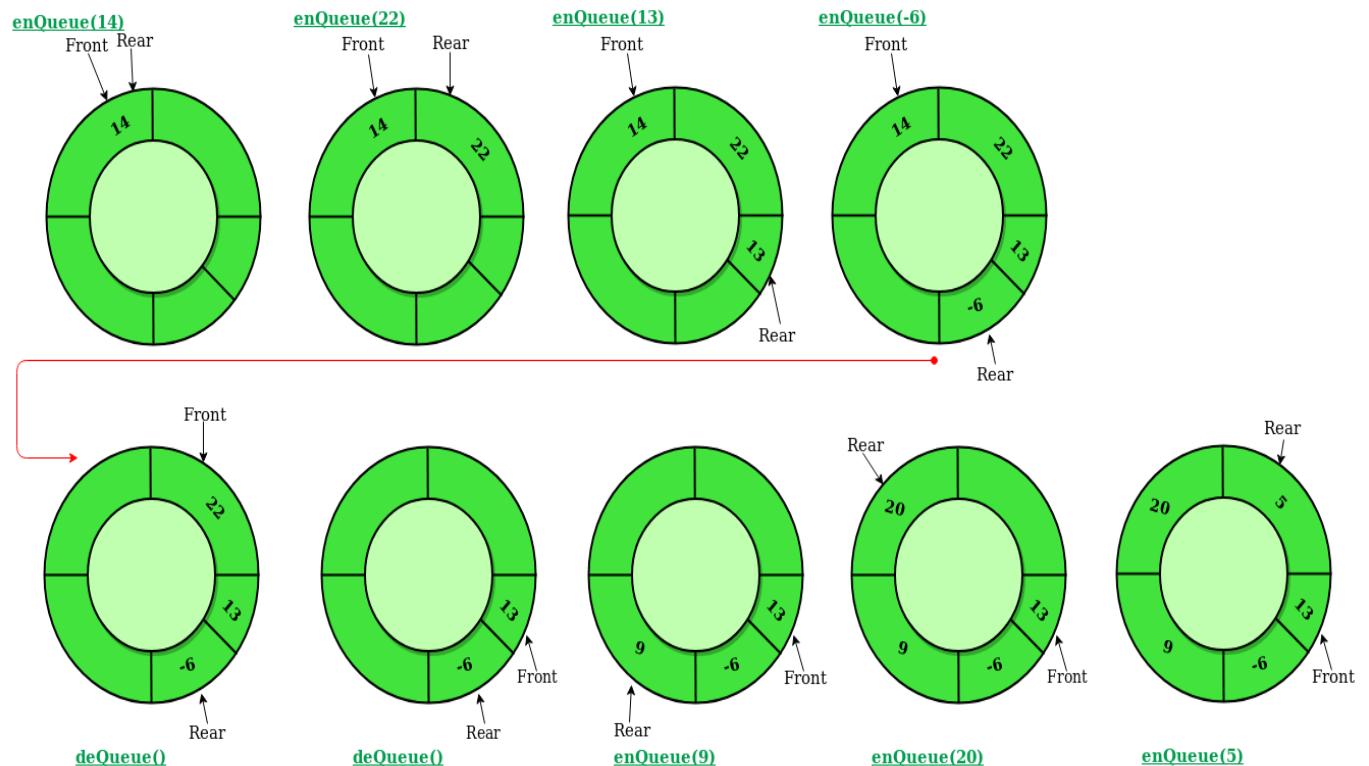 enQueue(14)
Front
Rear
14
enQueue(22)
Front
Rear
14
22
enQueue(13)
Front
14
22
13
Rear
enQueue(-6)
Front
14
22
13
-6
Rear
Front
22
13
-6
Rear
deQueue()
13
-6
Front
Rear
deQueue()
13
9
-6
Front
Rear
enQueue(9)
Rear
20
13
9
-6
Front
enQueue(20)
Rear
20
5
13
9
-6
Front
enQueue(5)